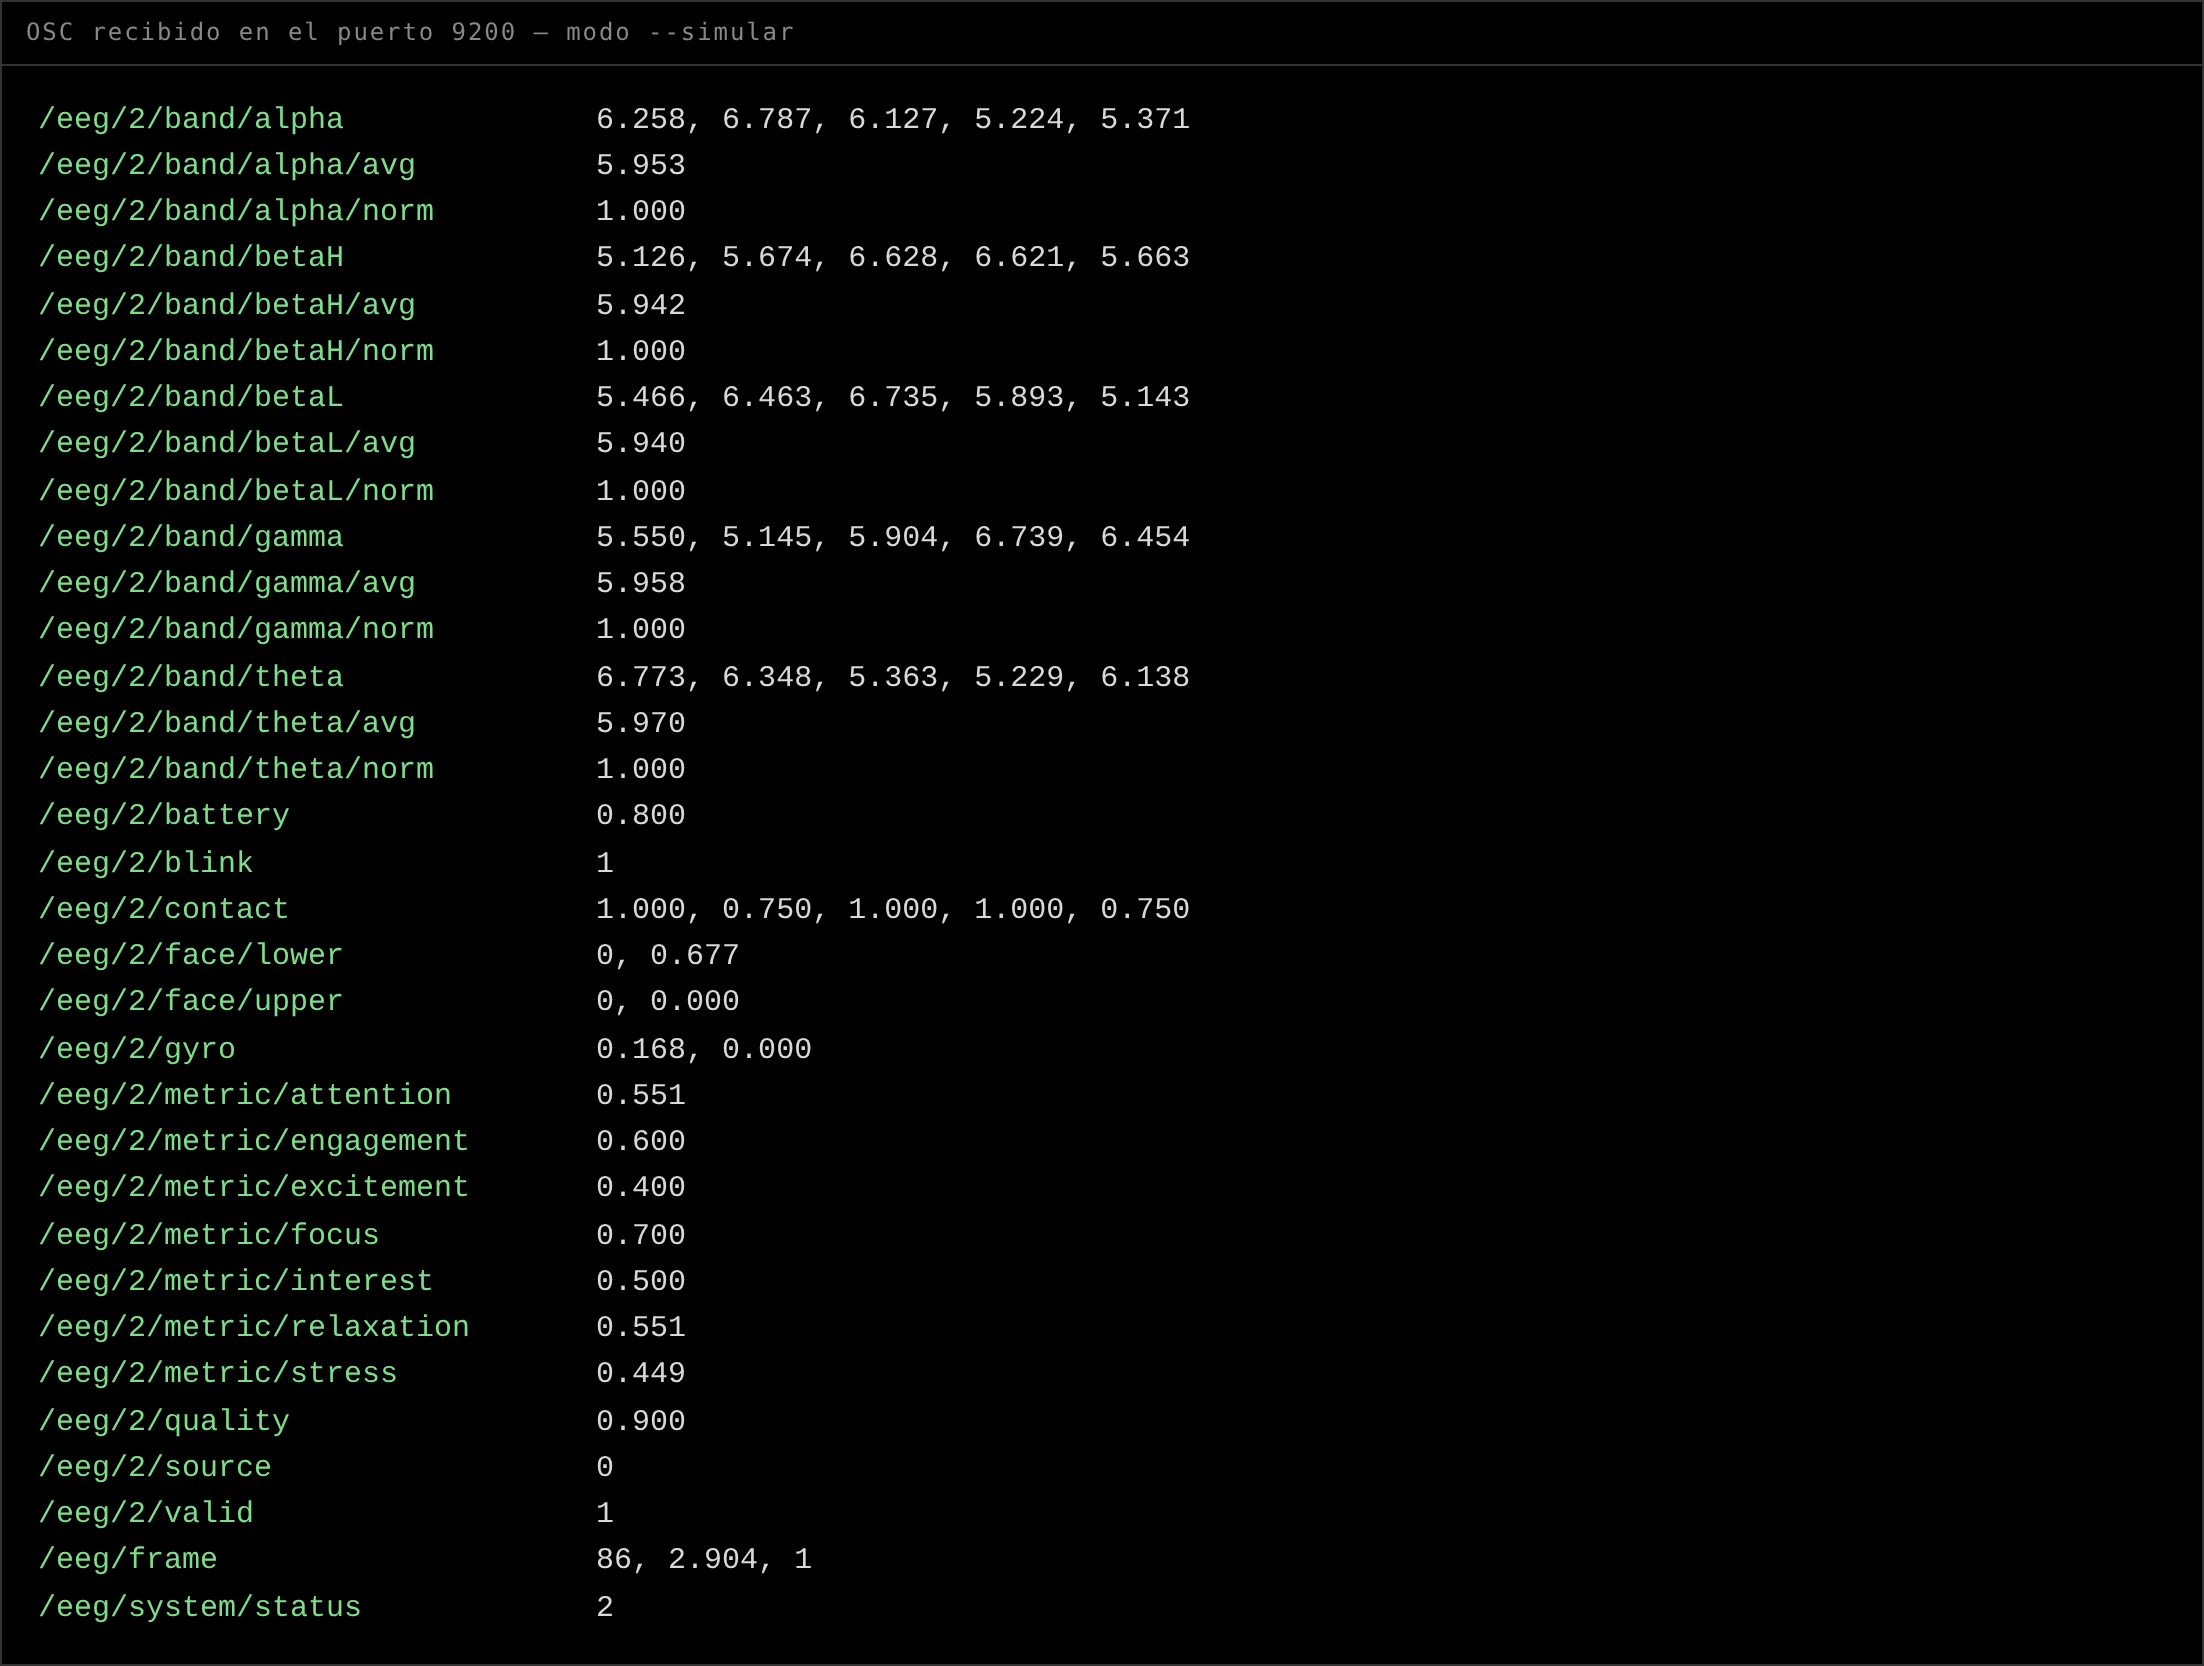 OSC recibido en el puerto 9200 — modo --simular
/eeg/2/band/alpha 6.258, 6.787, 6.127, 5.224, 5.371
/eeg/2/band/alpha/avg 5.953
/eeg/2/band/alpha/norm 1.000
/eeg/2/band/betaH 5.126, 5.674, 6.628, 6.621, 5.663
/eeg/2/band/betaH/avg 5.942
/eeg/2/band/betaH/norm 1.000
/eeg/2/band/betaL 5.466, 6.463, 6.735, 5.893, 5.143
/eeg/2/band/betaL/avg 5.940
/eeg/2/band/betaL/norm 1.000
/eeg/2/band/gamma 5.550, 5.145, 5.904, 6.739, 6.454
/eeg/2/band/gamma/avg 5.958
/eeg/2/band/gamma/norm 1.000
/eeg/2/band/theta 6.773, 6.348, 5.363, 5.229, 6.138
/eeg/2/band/theta/avg 5.970
/eeg/2/band/theta/norm 1.000
/eeg/2/battery 0.800
/eeg/2/blink 1
/eeg/2/contact 1.000, 0.750, 1.000, 1.000, 0.750
/eeg/2/face/lower 0, 0.677
/eeg/2/face/upper 0, 0.000
/eeg/2/gyro 0.168, 0.000
/eeg/2/metric/attention 0.551
/eeg/2/metric/engagement 0.600
/eeg/2/metric/excitement 0.400
/eeg/2/metric/focus 0.700
/eeg/2/metric/interest 0.500
/eeg/2/metric/relaxation 0.551
/eeg/2/metric/stress 0.449
/eeg/2/quality 0.900
/eeg/2/source 0
/eeg/2/valid 1
/eeg/frame 86, 2.904, 1
/eeg/system/status 2